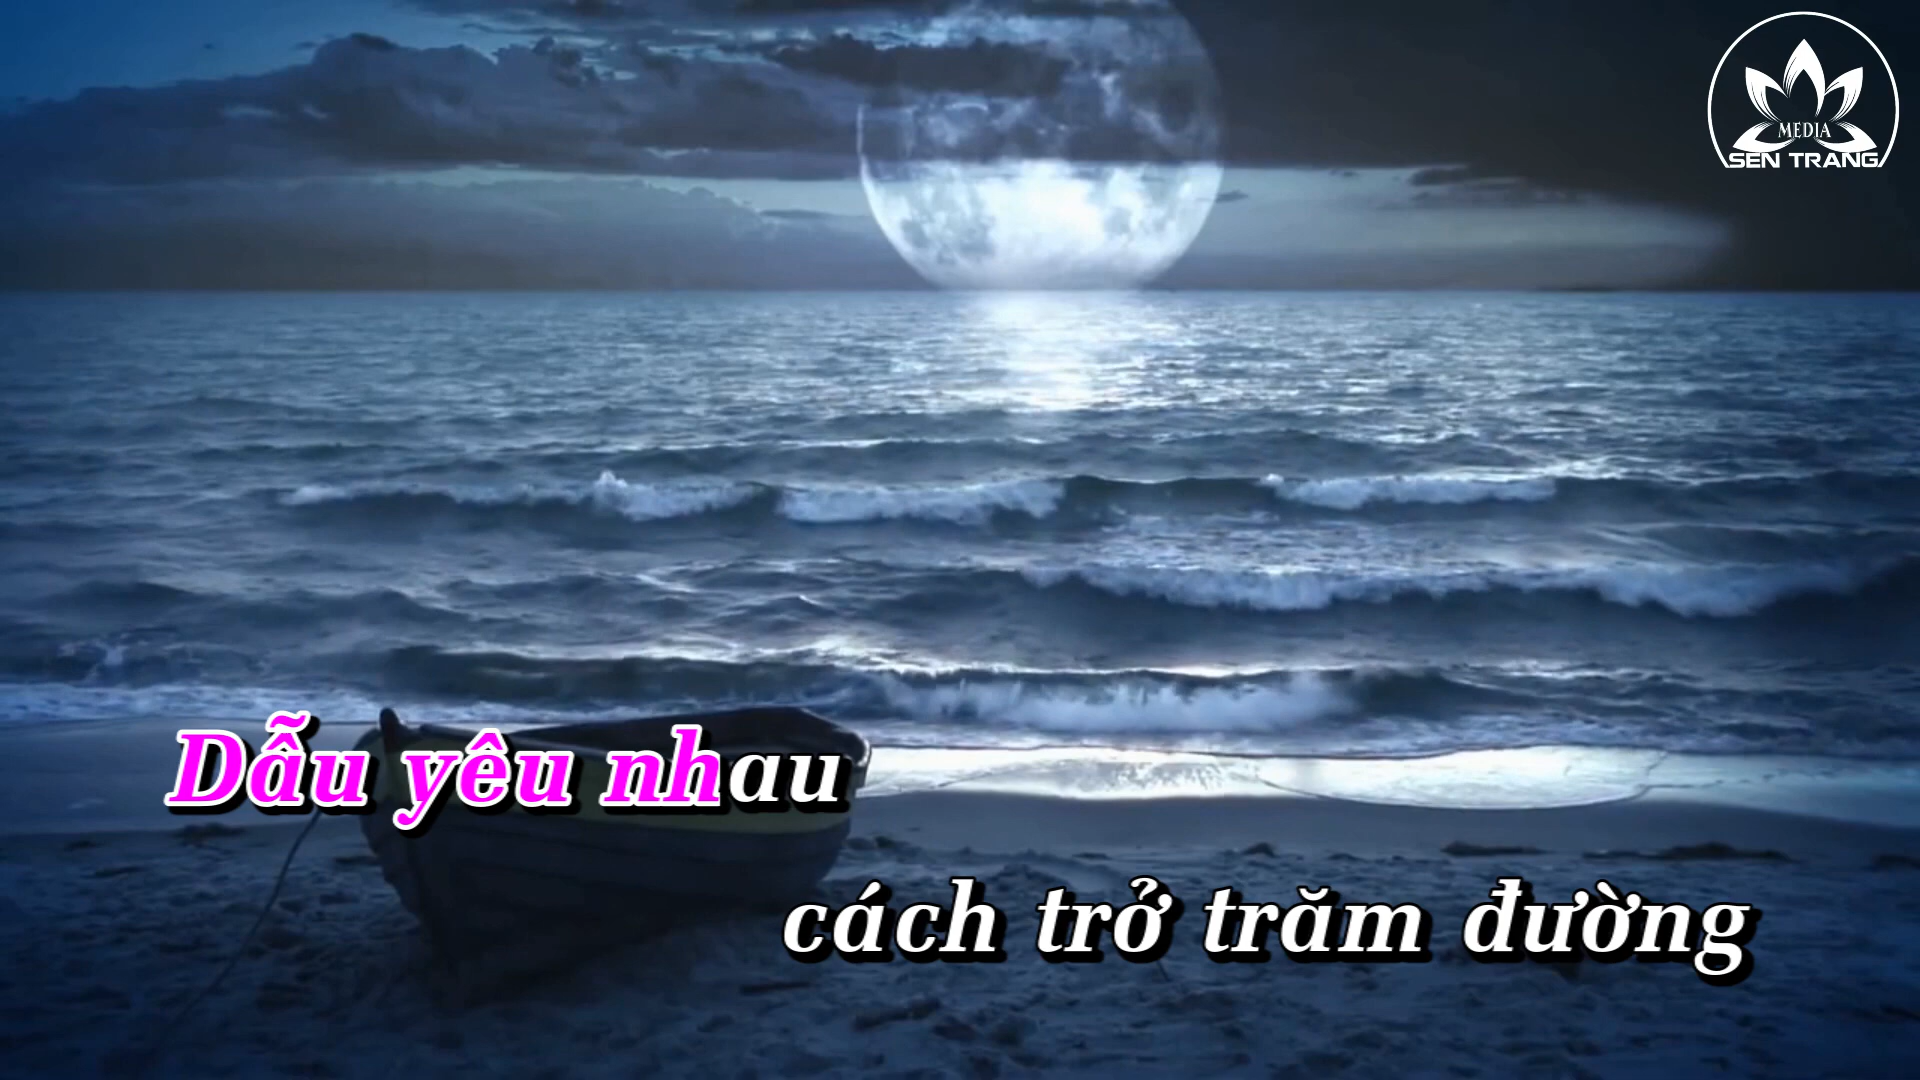 MEDIA
SEN TRANG
Dẫu yêu nhau
cách trở trăm đường